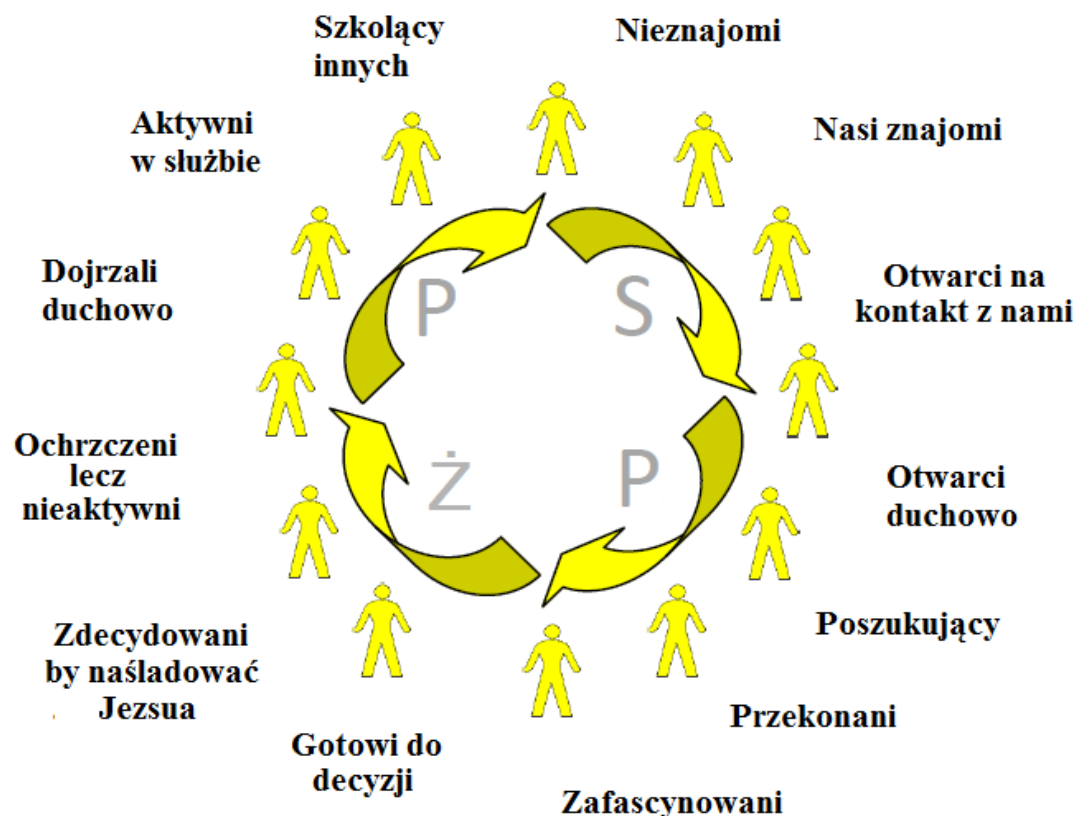 Szkolący
innych
Nieznajomi
Nasi znajomi
Otwarci na
kontakt z nami
Otwarci
duchowo
Poszukujący
Przekonani
Zafascynowani
Gotowi do
decyzji
Zdecydowani
by naśladować
Jezsua
Ochrzczeni
lecz
nieaktywni
Dojrzali
duchowo
Aktywni
w służbie
P
S
Ż
P